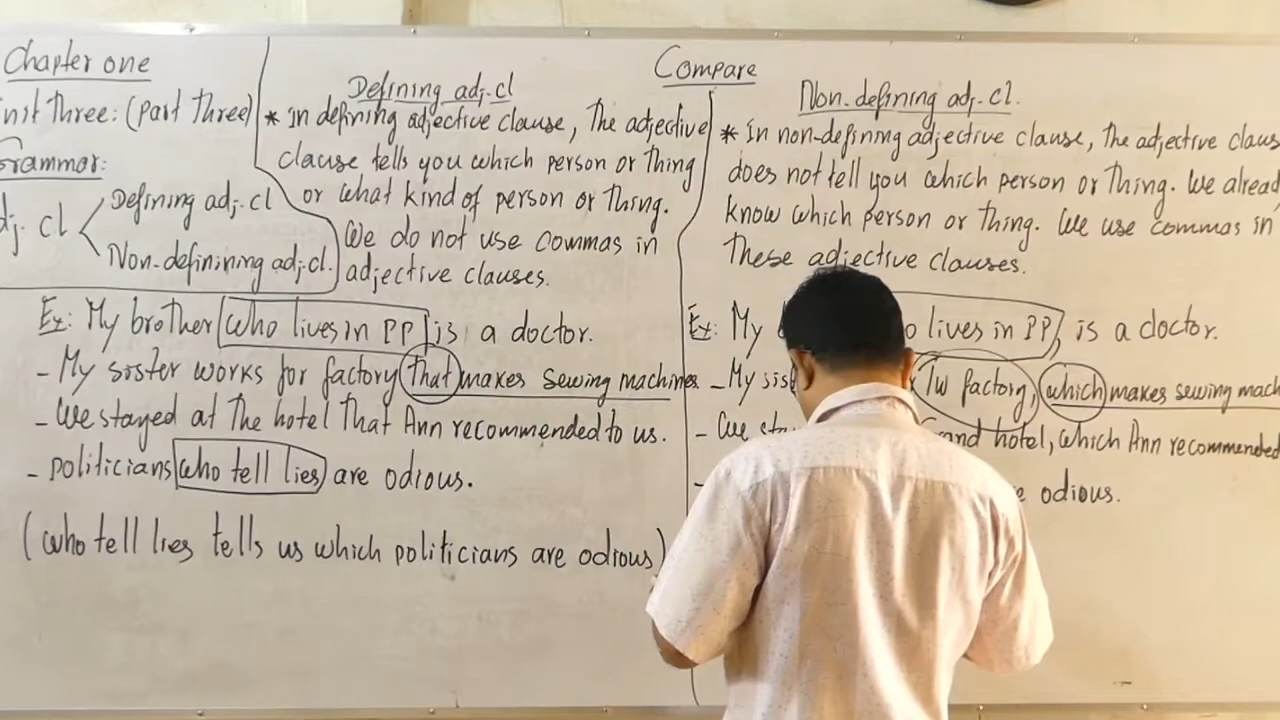 Chapter one
Unit Three: (Part Three)
Grammar:
Adj. cl
Defining adj. cl
Non-definining adj-cl.
Compare
Defining adj. cl
* In defining adjective clause, The adjective
clause tells you which person or Thing
or what kind of person or Thing.
We do not use commas in
adjective clauses.
Ex: My brother who lives in PP is a doctor.
- My sister works for factory that makes sewing machines
- We stayed at The hotel That Ann recommended to us.
- politicians who tell lies are odious.
(who tell lies tells us which politicians are odious)
Non-defining adj. cl.
* In non-defining adjective clause, The adjective claus
does not tell you which person or Thing. We alread
know which person or Thing. We use commas in
These adjective clauses.
Ex: My lives in PP, is a doctor.
- My sis TW factory, which makes sewing mach
- We sta hotel, which Ann recommended
- odious.